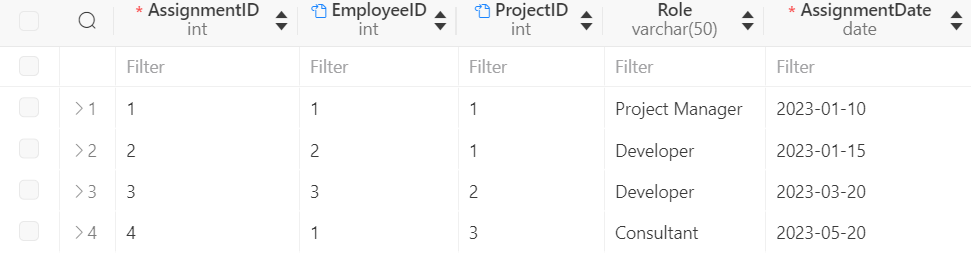 * AssignmentID EmployeeID ProjectID Role * AssignmentDate
int int int varchar(50) date
Filter Filter Filter Filter Filter
> 1 1 1 1 Project Manager 2023-01-10
> 2 2 2 1 Developer 2023-01-15
> 3 3 3 2 Developer 2023-03-20
> 4 4 1 3 Consultant 2023-05-20